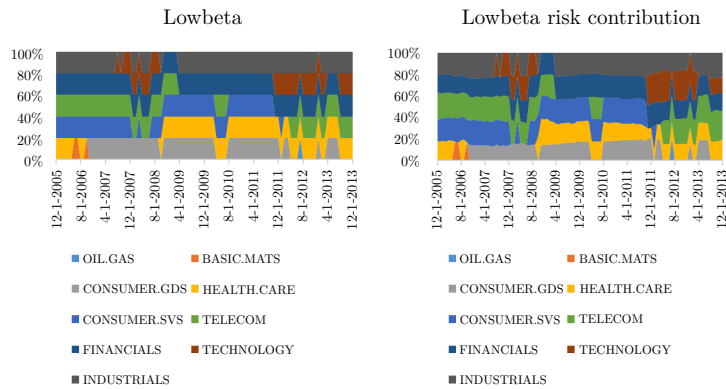 Lowbeta
100%
80%
60%
40%
20%
0%
12-1-2005
8-1-2006
4-1-2007
12-1-2007
8-1-2008
4-1-2009
12-1-2009
8-1-2010
4-1-2011
12-1-2011
8-1-2012
4-1-2013
12-1-2013
OIL.GAS
BASIC.MATS
CONSUMER.GDS
HEALTH.CARE
CONSUMER.SVS
TELECOM
FINANCIALS
TECHNOLOGY
INDUSTRIALS
Lowbeta risk contribution
100%
80%
60%
40%
20%
0%
12-1-2005
8-1-2006
4-1-2007
12-1-2007
8-1-2008
4-1-2009
12-1-2009
8-1-2010
4-1-2011
12-1-2011
8-1-2012
4-1-2013
12-1-2013
OIL.GAS
BASIC.MATS
CONSUMER.GDS
HEALTH.CARE
CONSUMER.SVS
TELECOM
FINANCIALS
TECHNOLOGY
INDUSTRIALS